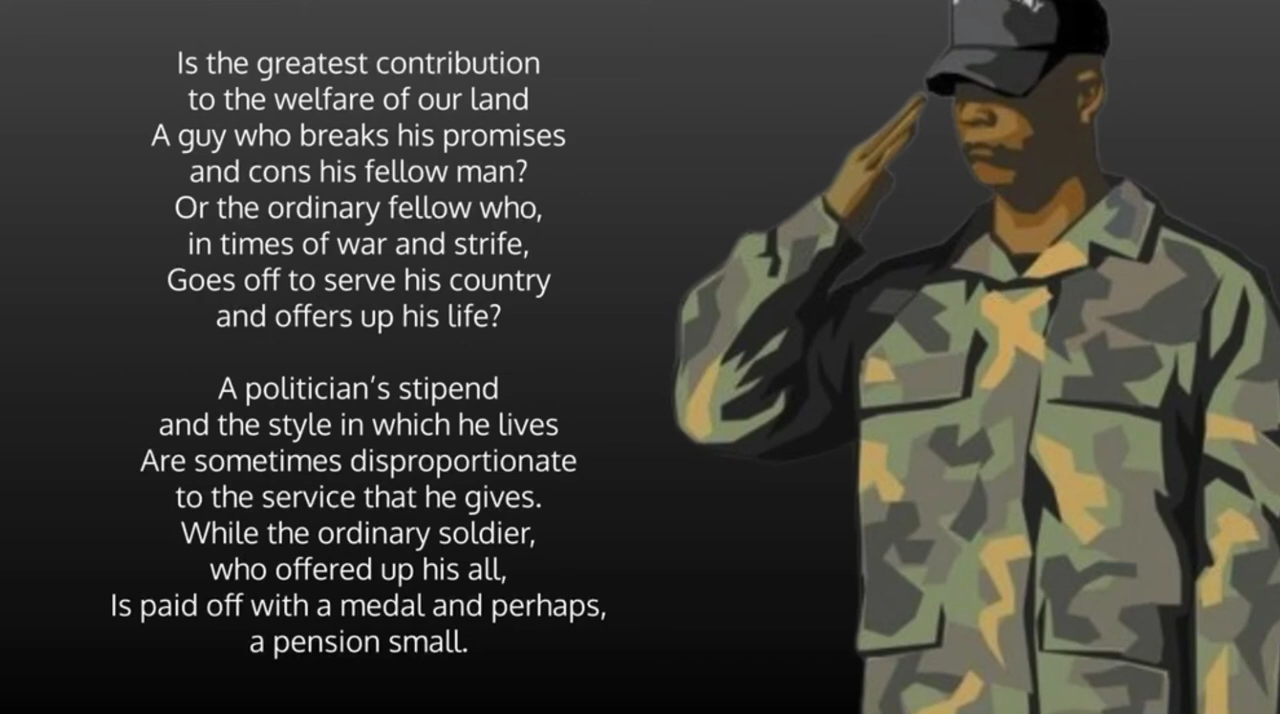 Is the greatest contribution
to the welfare of our land
A guy who breaks his promises
and cons his fellow man?
Or the ordinary fellow who,
in times of war and strife,
Goes off to serve his country
and offers up his life?
A politician’s stipend
and the style in which he lives
Are sometimes disproportionate
to the service that he gives.
While the ordinary soldier,
who offered up his all,
Is paid off with a medal and perhaps,
a pension small.